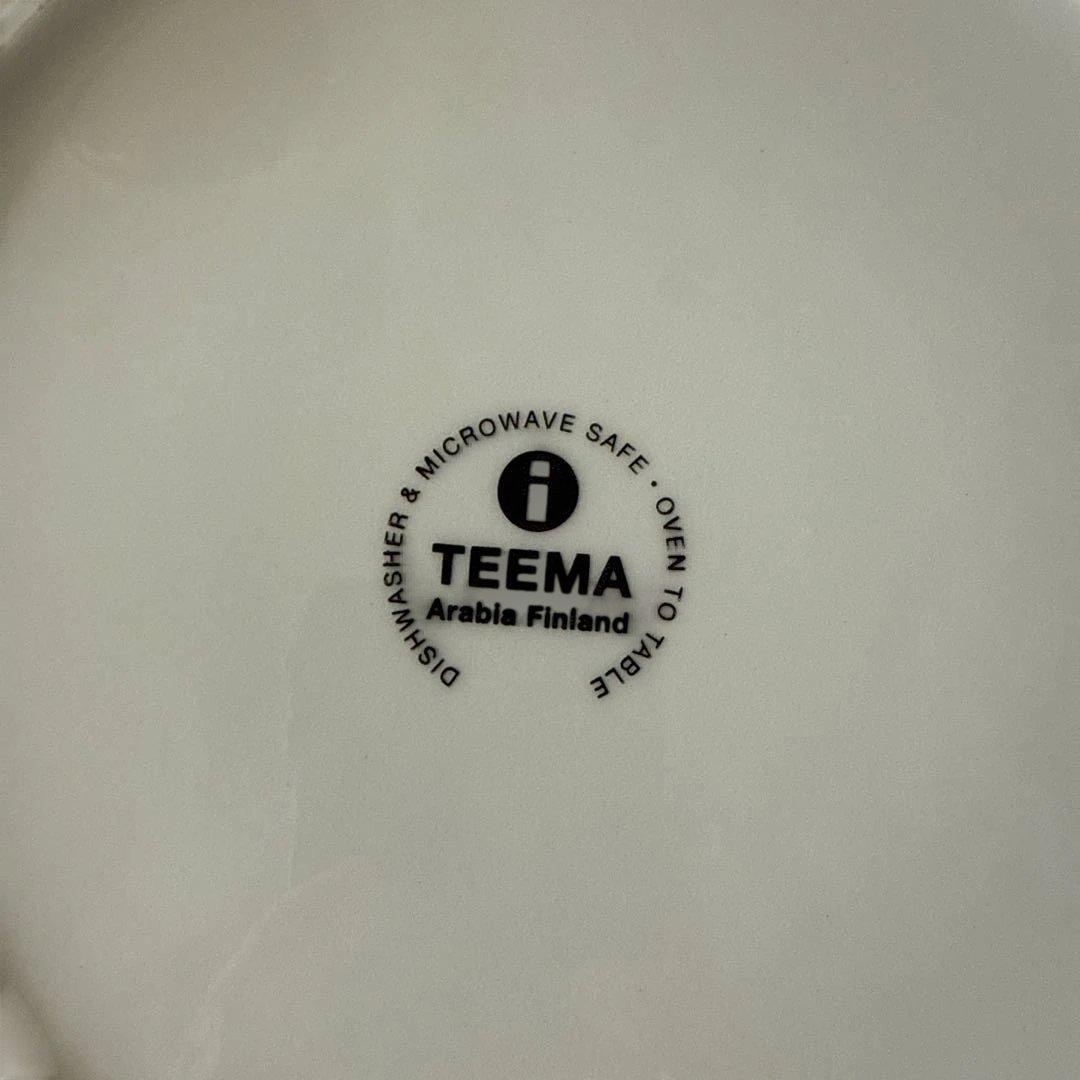 DISHWASHER & MICROWAVE SAFE • OVEN TO TABLE
i
TEEMA
Arabia Finland